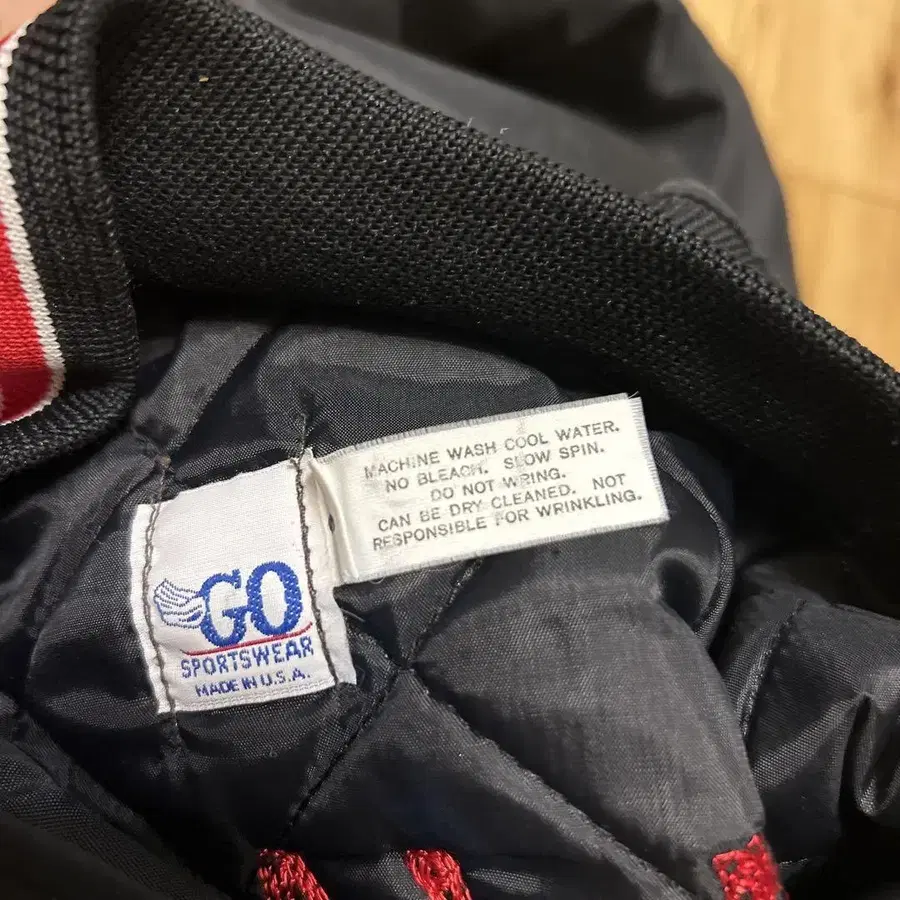 MACHINE WASH COOL WATER.
NO BLEACH. SLOW SPIN.
DO NOT WRING.
CAN BE DRY CLEANED. NOT
RESPONSIBLE FOR WRINKLING.
GO
SPORTSWEAR
MADE IN U.S.A.